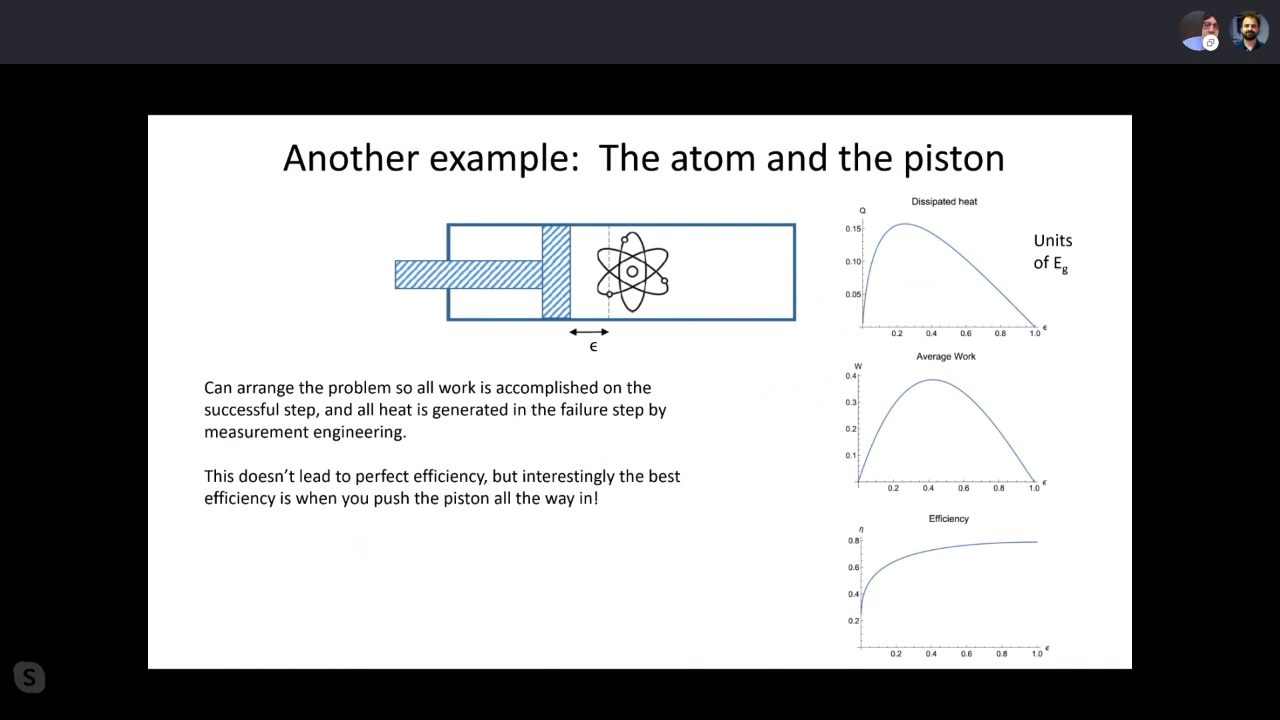 Another example:  The atom and the piston
ϵ
Can arrange the problem so all work is accomplished on the
successful step, and all heat is generated in the failure step by
measurement engineering.
This doesn’t lead to perfect efficiency, but interestingly the best
efficiency is when you push the piston all the way in!
Dissipated heat
Q
0.15
0.10
0.05
0.2 0.4 0.6 0.8 1.0 ϵ
Units
of Eg
Average Work
W
0.4
0.3
0.2
0.1
0.2 0.4 0.6 0.8 1.0 ϵ
Efficiency
η
0.8
0.6
0.4
0.2
0.2 0.4 0.6 0.8 1.0 ϵ
S